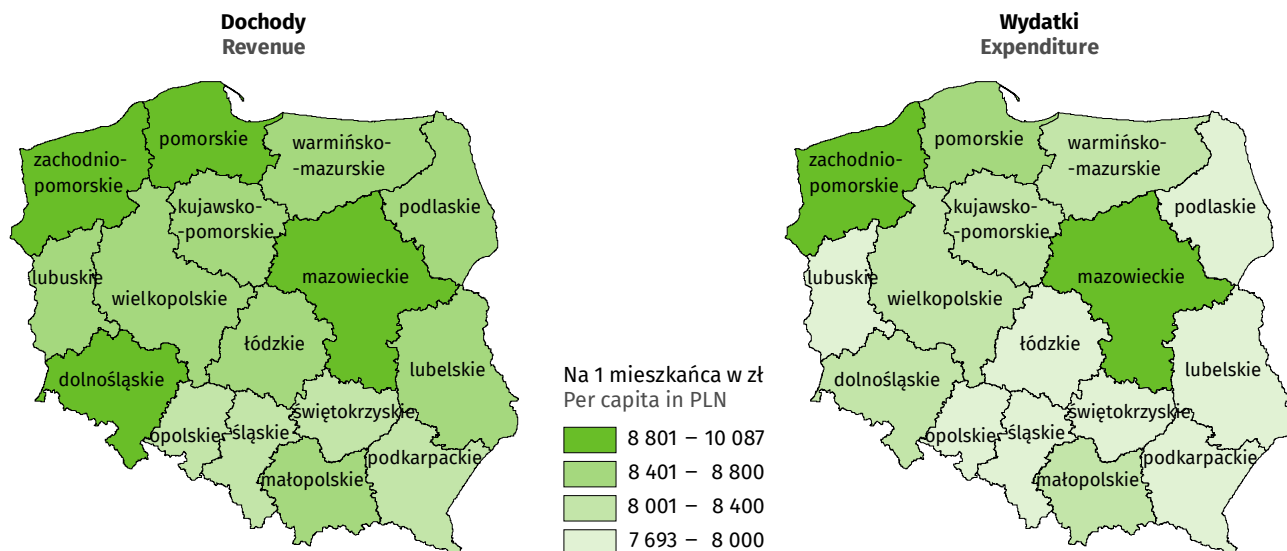 Dochody
Revenue
pomorskie
zachodnio-
pomorskie
warmińsko-
-mazurskie
kujawsko-
-pomorskie
podlaskie
lubuskie
wielkopolskie
mazowieckie
łódzkie
dolnośląskie
lubelskie
opolskie
śląskie
świętokrzyskie
małopolskie
podkarpackie
Na 1 mieszkańca w zł
Per capita in PLN
8 801 – 10 087
8 401 – 8 800
8 001 – 8 400
7 693 – 8 000
Wydatki
Expenditure
pomorskie
zachodnio-
pomorskie
warmińsko-
-mazurskie
kujawsko-
-pomorskie
podlaskie
lubuskie
wielkopolskie
mazowieckie
łódzkie
dolnośląskie
lubelskie
opolskie
śląskie
świętokrzyskie
małopolskie
podkarpackie